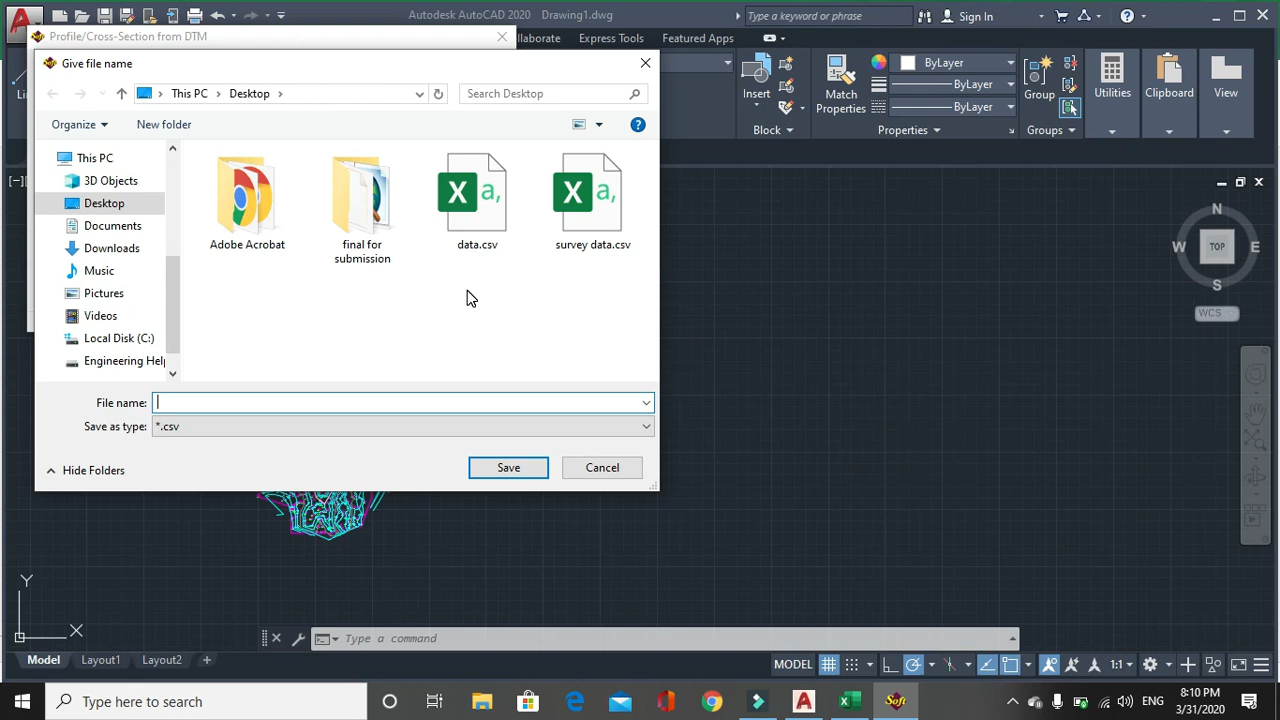 Autodesk AutoCAD 2020 Drawing1.dwg
Type a keyword or phrase
Sign In
Profile/Cross-Section from DTM
ollaborate
Express Tools
Featured Apps
Give file name
This PC
Desktop
Search Desktop
Organize
New folder
Li
Insert
Match
Properties
ByLayer
ByLayer
ByLayer
Group
Utilities
Clipboard
View
Block
Properties
Groups
This PC
3D Objects
Desktop
Documents
Downloads
Music
Pictures
Videos
Local Disk (C:)
Engineering Help
Adobe Acrobat
final for
submission
data.csv
survey data.csv
X a,
X a,
[−]
N
W
TOP
E
S
WCS
File name:
Save as type:
*.csv
Hide Folders
Save
Cancel
Y
X
Type a command
Model
Layout1
Layout2
+
MODEL
1:1
Type here to search
Soft
ENG
8:10 PM
3/31/2020